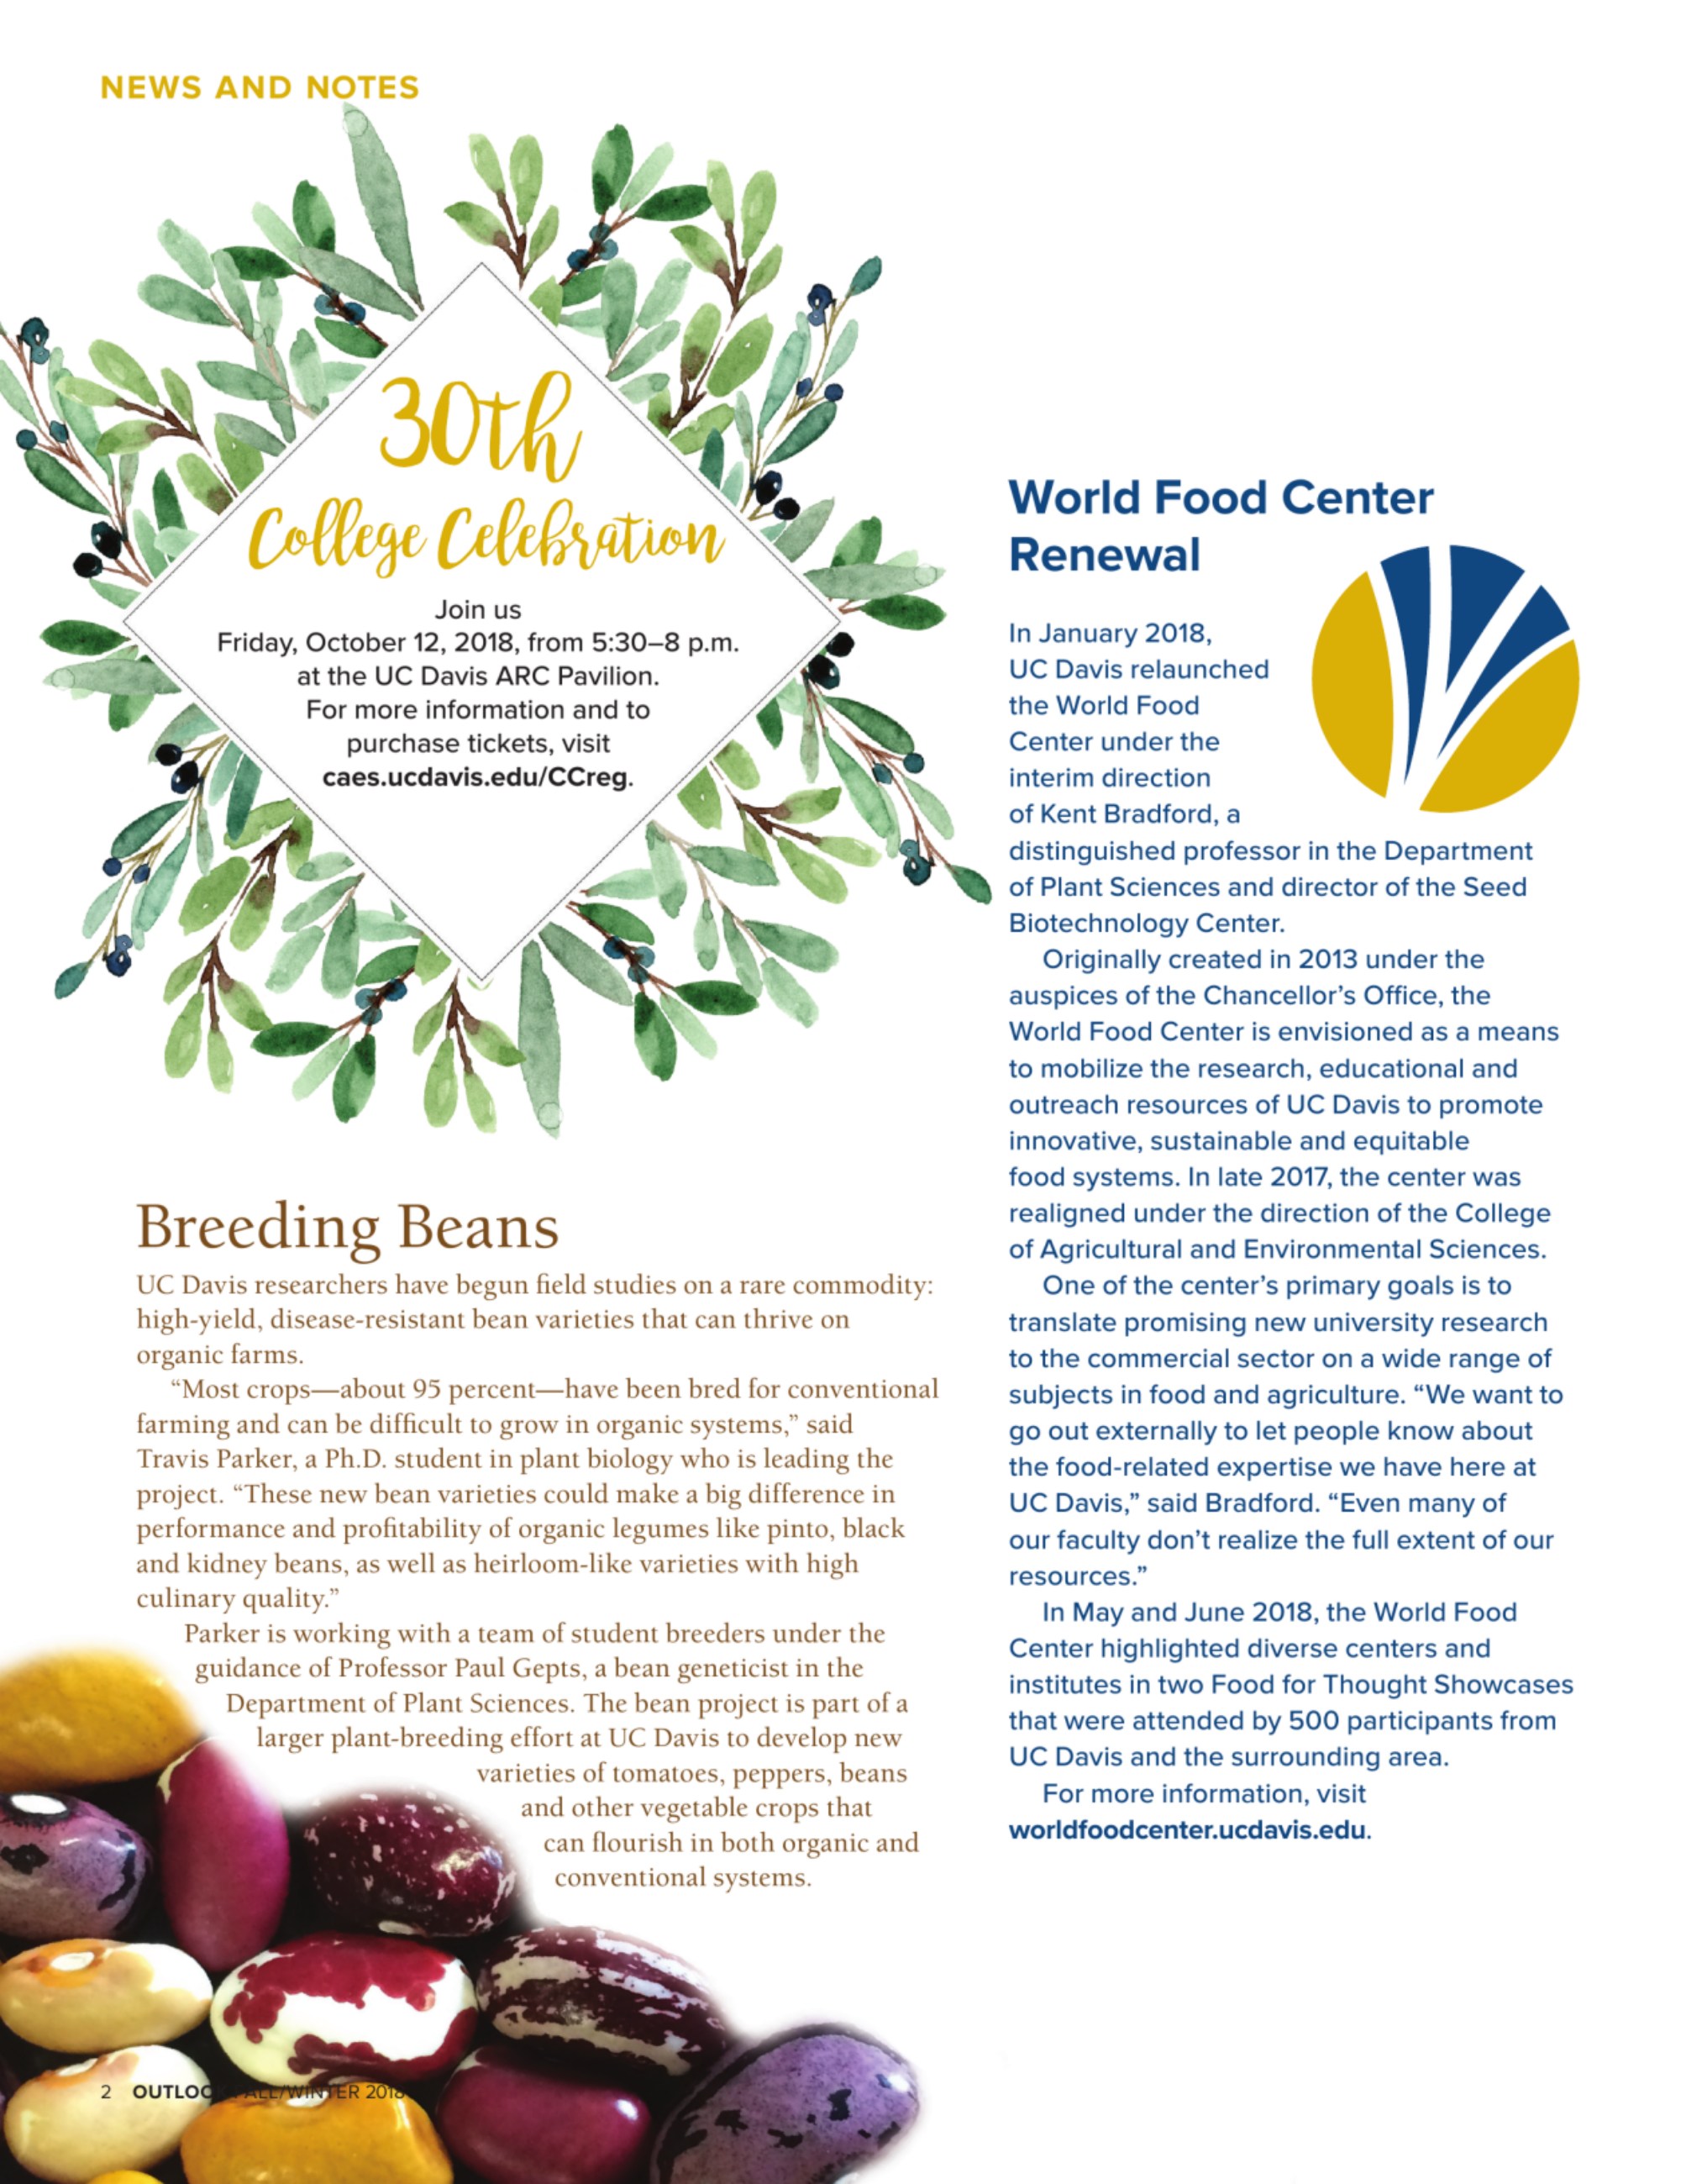 NEWS AND NOTES
30th
College Celebration
Join us
Friday, October 12, 2018, from 5:30–8 p.m.
at the UC Davis ARC Pavilion.
For more information and to
purchase tickets, visit
caes.ucdavis.edu/CCreg.
Breeding Beans
UC Davis researchers have begun field studies on a rare commodity:
high-yield, disease-resistant bean varieties that can thrive on
organic farms.
“Most crops—about 95 percent—have been bred for conventional
farming and can be difficult to grow in organic systems,” said
Travis Parker, a Ph.D. student in plant biology who is leading the
project. “These new bean varieties could make a big difference in
performance and profitability of organic legumes like pinto, black
and kidney beans, as well as heirloom-like varieties with high
culinary quality.”
Parker is working with a team of student breeders under the
guidance of Professor Paul Gepts, a bean geneticist in the
Department of Plant Sciences. The bean project is part of a
larger plant-breeding effort at UC Davis to develop new
varieties of tomatoes, peppers, beans
and other vegetable crops that
can flourish in both organic and
conventional systems.
World Food Center
Renewal
In January 2018,
UC Davis relaunched
the World Food
Center under the
interim direction
of Kent Bradford, a
distinguished professor in the Department
of Plant Sciences and director of the Seed
Biotechnology Center.
Originally created in 2013 under the
auspices of the Chancellor’s Office, the
World Food Center is envisioned as a means
to mobilize the research, educational and
outreach resources of UC Davis to promote
innovative, sustainable and equitable
food systems. In late 2017, the center was
realigned under the direction of the College
of Agricultural and Environmental Sciences.
One of the center’s primary goals is to
translate promising new university research
to the commercial sector on a wide range of
subjects in food and agriculture. “We want to
go out externally to let people know about
the food-related expertise we have here at
UC Davis,” said Bradford. “Even many of
our faculty don’t realize the full extent of our
resources.”
In May and June 2018, the World Food
Center highlighted diverse centers and
institutes in two Food for Thought Showcases
that were attended by 500 participants from
UC Davis and the surrounding area.
For more information, visit
worldfoodcenter.ucdavis.edu.
2 OUTLOOK FALL/WINTER 2018